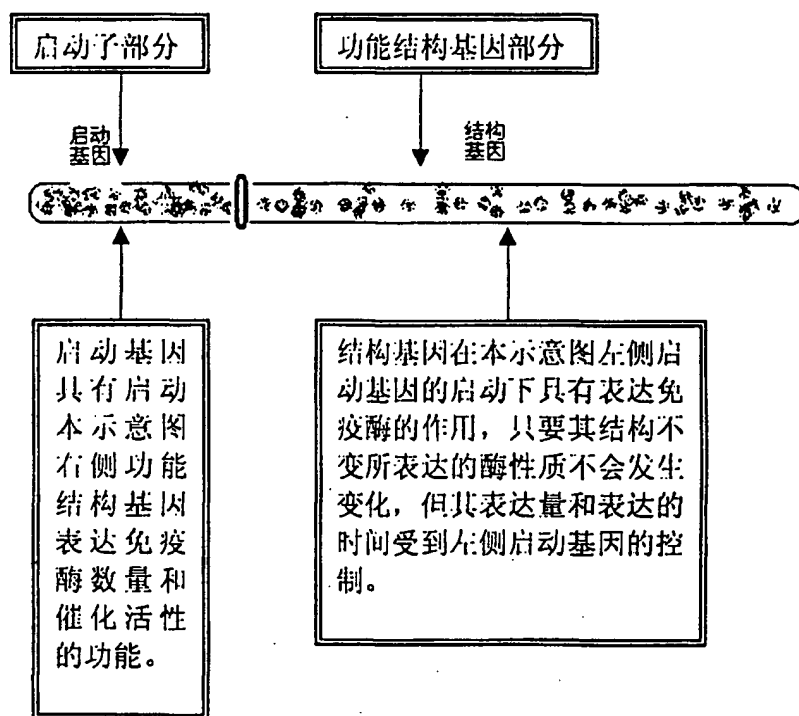 启动子部分
功能结构基因部分
启动
基因
结构
基因
启动基因
具有启动
本示意图
右侧功能
结构基因
表达免疫
酶数量和
催化活性
的功能。
结构基因在本示意图左侧启
动基因的启动下具有表达免
疫酶的作用，只要其结构不
变所表达的酶性质不会发生
变化，但其表达量和表达的
时间受到左侧启动基因的控
制。